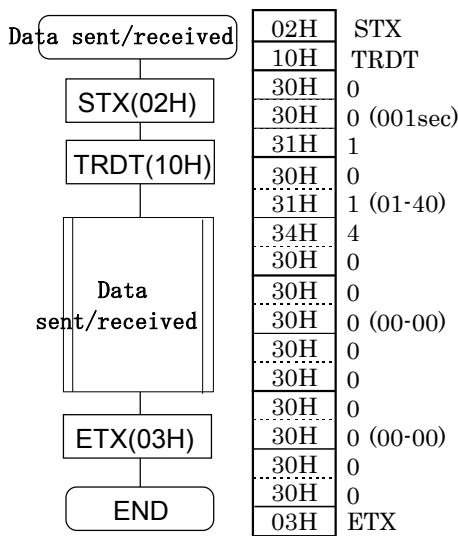 Data sent/received
STX(02H)
TRDT(10H)
Data
sent/received
ETX(03H)
END
02H STX
10H TRDT
30H 0
30H 0 (001sec)
31H 1
30H 0
31H 1 (01-40)
34H 4
30H 0
30H 0
30H 0 (00-00)
30H 0
30H 0
30H 0
30H 0 (00-00)
30H 0
30H 0
03H ETX